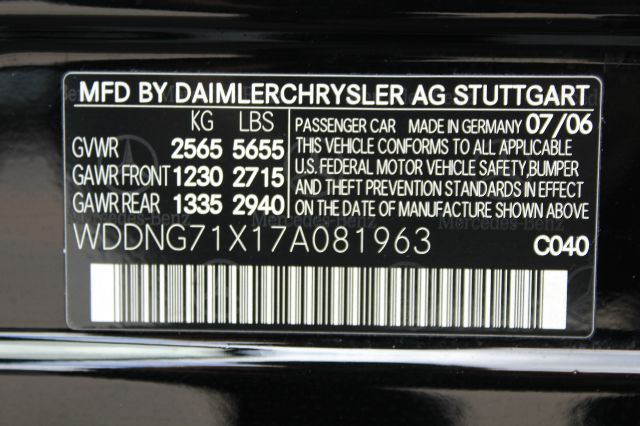 MFD BY DAIMLERCHRYSLER AG STUTTGART
KG LBS
GVWR 2565 5655
GAWR FRONT 1230 2715
GAWR REAR 1335 2940
PASSENGER CAR MADE IN GERMANY 07/06
THIS VEHICLE CONFORMS TO ALL APPLICABLE
U.S. FEDERAL MOTOR VEHICLE SAFETY, BUMPER
AND THEFT PREVENTION STANDARDS IN EFFECT
ON THE DATE OF MANUFACTURE SHOWN ABOVE
WDDNG71X17A081963
C040
Mercedes-Benz